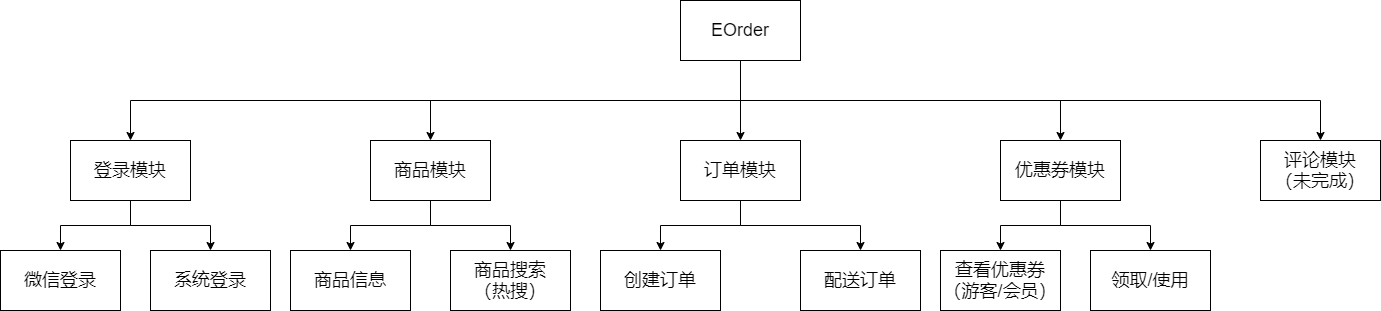 EOrder
登录模块
商品模块
订单模块
优惠券模块
评论模块
（未完成）
微信登录
系统登录
商品信息
商品搜索
（热搜）
创建订单
配送订单
查看优惠券
（游客/会员）
领取/使用